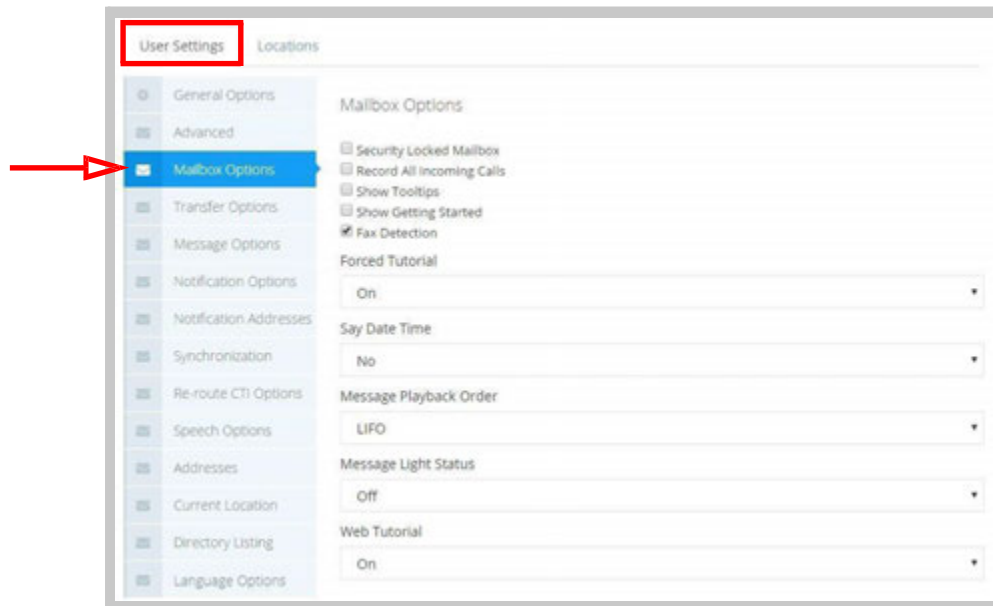 User Settings Locations
General Options
Advanced
Mailbox Options
Transfer Options
Message Options
Notification Options
Notification Addresses
Synchronization
Re-route CTI Options
Speech Options
Addresses
Current Location
Directory Listing
Language Options
Mailbox Options
Security Locked Mailbox
Record All Incoming Calls
Show Tooltips
Show Getting Started
Fax Detection
Forced Tutorial
On
Say Date Time
No
Message Playback Order
LIFO
Message Light Status
Off
Web Tutorial
On